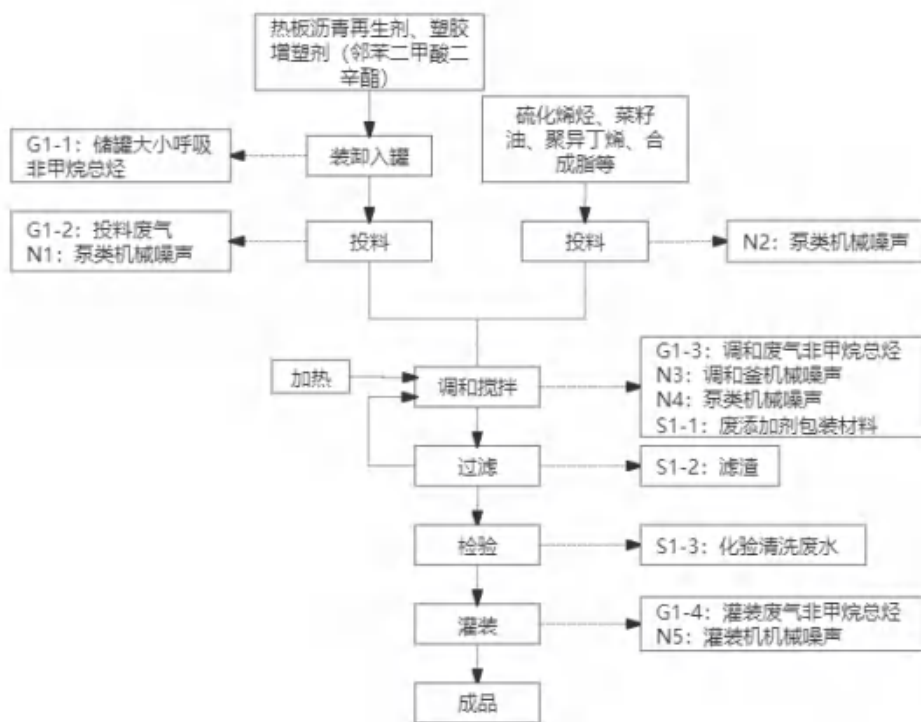 热板沥青再生剂、塑胶
增塑剂（邻苯二甲酸二
辛酯）
硫化烯烃、菜籽
油、聚异丁烯、合
成脂等
G1-1：储罐大小呼吸
非甲烷总烃
装卸入罐
G1-2：投料废气
N1：泵类机械噪声
投料
投料
N2：泵类机械噪声
加热
调和搅拌
G1-3：调和废气非甲烷总烃
N3：调和釜机械噪声
N4：泵类机械噪声
S1-1：废添加剂包装材料
过滤
S1-2：滤渣
检验
S1-3：化验清洗废水
灌装
G1-4：灌装废气非甲烷总烃
N5：灌装机机械噪声
成品